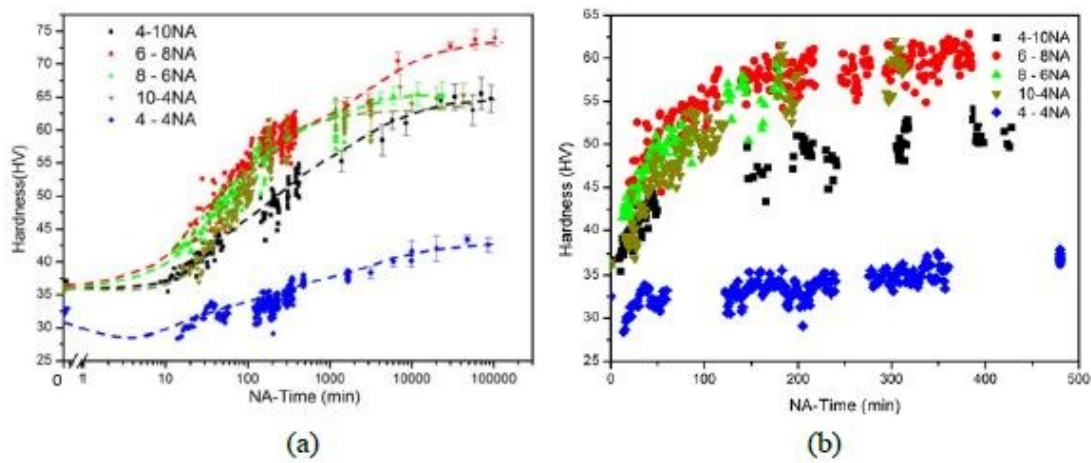 75
70
65
60
55
50
45
40
35
30
25
Hardness(HV)
4-10NA
6 - 8NA
8 - 6NA
10-4NA
4 - 4NA
0 1 10 100 1000 10000 100000
NA-Time (min)
(a)
65
60
55
50
45
40
35
30
25
Hardness (HV)
4-10NA
6 - 8NA
8 - 6NA
10-4NA
4 - 4NA
0 100 200 300 400 500
NA-Time (min)
(b)